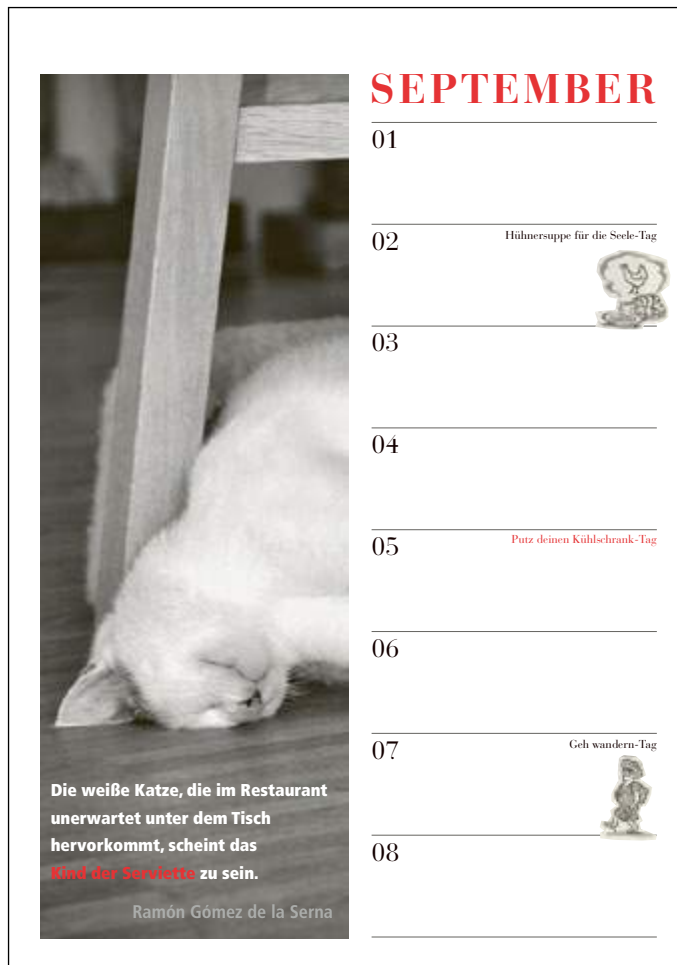 SEPTEMBER
01
02
Hühnersuppe für die Seele-Tag
03
04
05
Putz deinen Kühlschrank-Tag
06
07
Geh wandern-Tag
08
Die weiße Katze, die im Restaurant
unerwartet unter dem Tisch
hervorkommt, scheint das
Kind der Serviette zu sein.
Ramón Gómez de la Serna